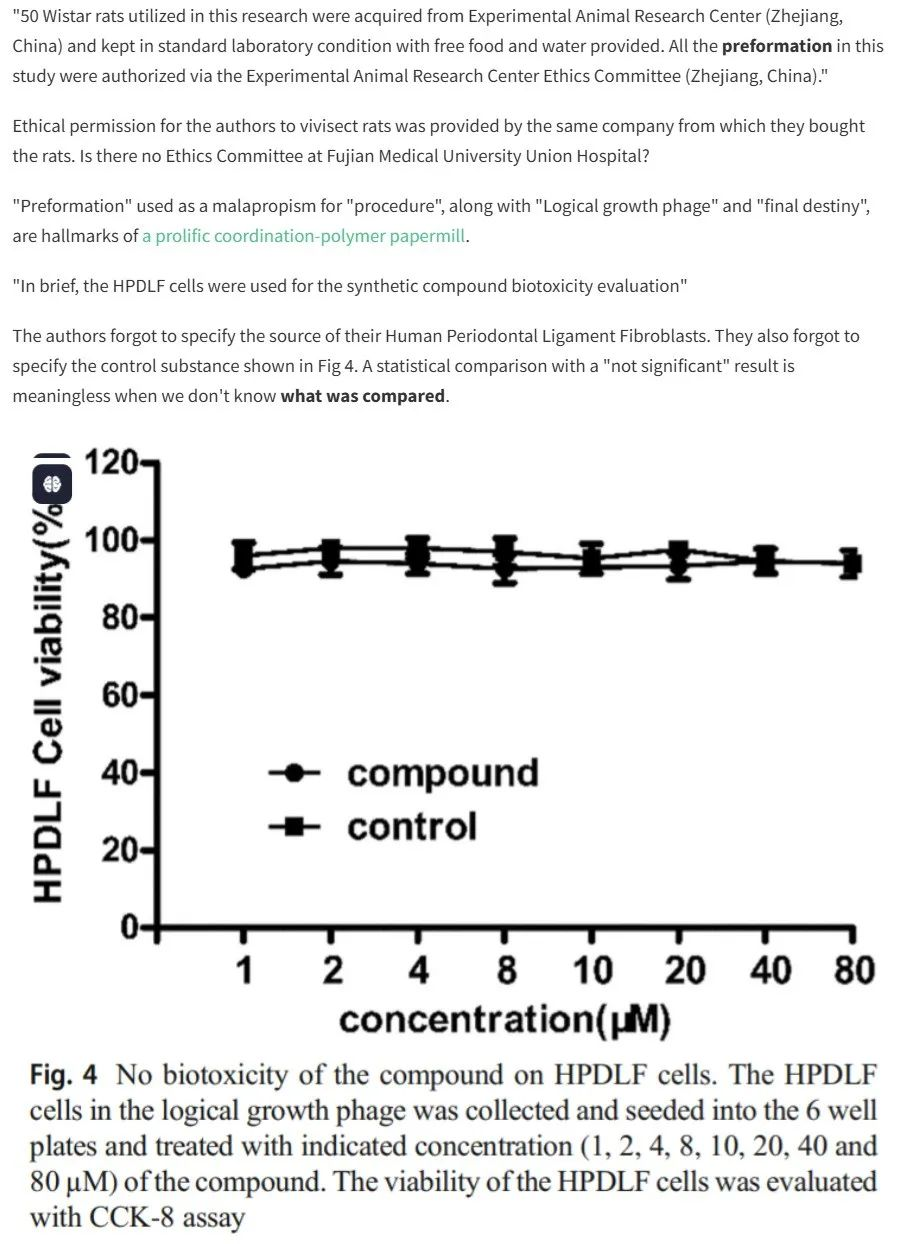 "50 Wistar rats utilized in this research were acquired from Experimental Animal Research Center (Zhejiang,
China) and kept in standard laboratory condition with free food and water provided. All the preformation in this
study were authorized via the Experimental Animal Research Center Ethics Committee (Zhejiang, China)."
Ethical permission for the authors to vivisect rats was provided by the same company from which they bought
the rats. Is there no Ethics Committee at Fujian Medical University Union Hospital?
"Preformation" used as a malapropism for "procedure", along with "Logical growth phage" and "final destiny",
are hallmarks of a prolific coordination-polymer papermill.
"In brief, the HPDLF cells were used for the synthetic compound biotoxicity evaluation"
The authors forgot to specify the source of their Human Periodontal Ligament Fibroblasts. They also forgot to
specify the control substance shown in Fig 4. A statistical comparison with a "not significant" result is
meaningless when we don't know what was compared.
HPDLF Cell viability(%
120
100
80
60
40
20
0
compound
control
1 2 4 8 10 20 40 80
concentration(μM)
Fig. 4 No biotoxicity of the compound on HPDLF cells. The HPDLF
cells in the logical growth phage was collected and seeded into the 6 well
plates and treated with indicated concentration (1, 2, 4, 8, 10, 20, 40 and
80 μM) of the compound. The viability of the HPDLF cells was evaluated
with CCK-8 assay